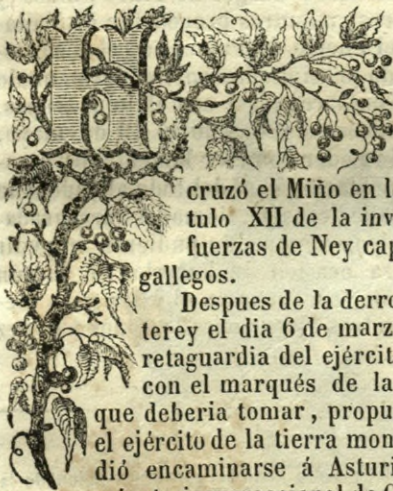 H
cruzó el Miño en l
tulo XII de la inv
fuerzas de Ney cap
gallegos.
Despues de la derro
terey el dia 6 de marz
retaguardia del ejércit
con el marqués de la
que deberia tomar, propu
el ejército de la tierra mon
dió encaminarse á Asturi